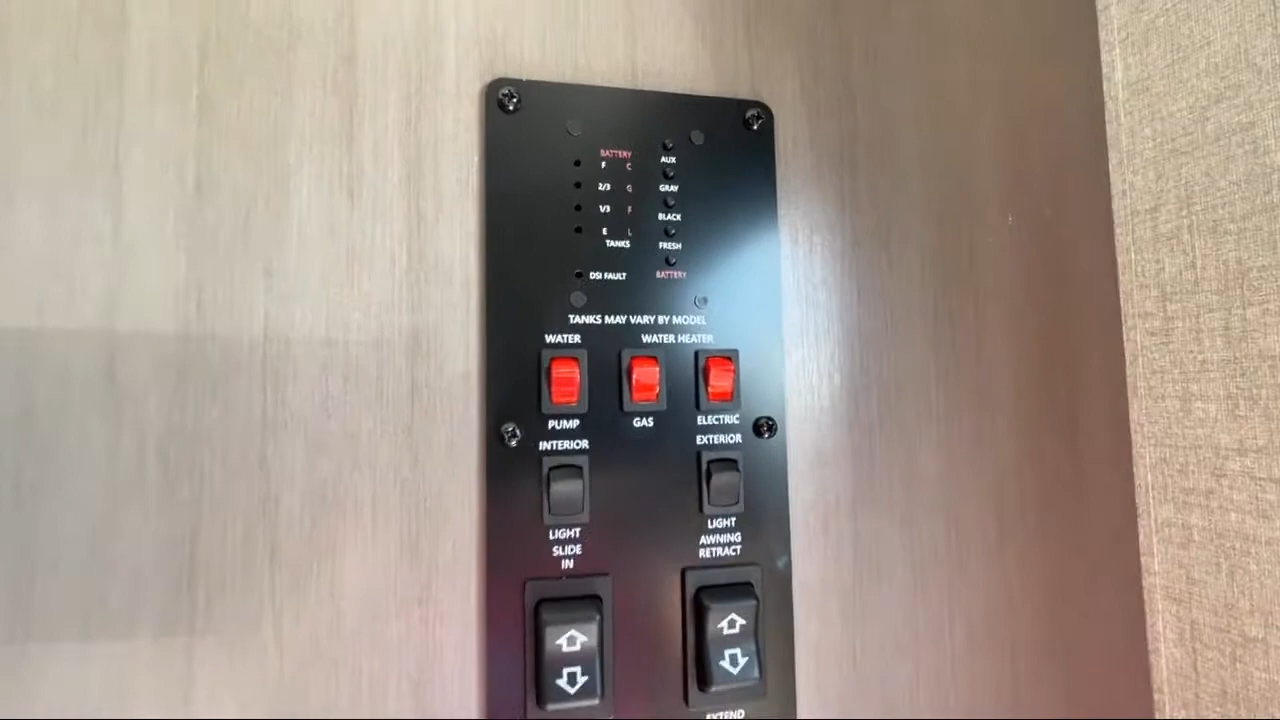 BATTERY
F C
2/3 G
1/3 F
E L
TANKS
DSI FAULT
AUX
GRAY
BLACK
FRESH
BATTERY
TANKS MAY VARY BY MODEL
WATER
PUMP
WATER HEATER
GAS
ELECTRIC
INTERIOR
LIGHT
EXTERIOR
LIGHT
SLIDE
IN
AWNING
RETRACT
EXTEND